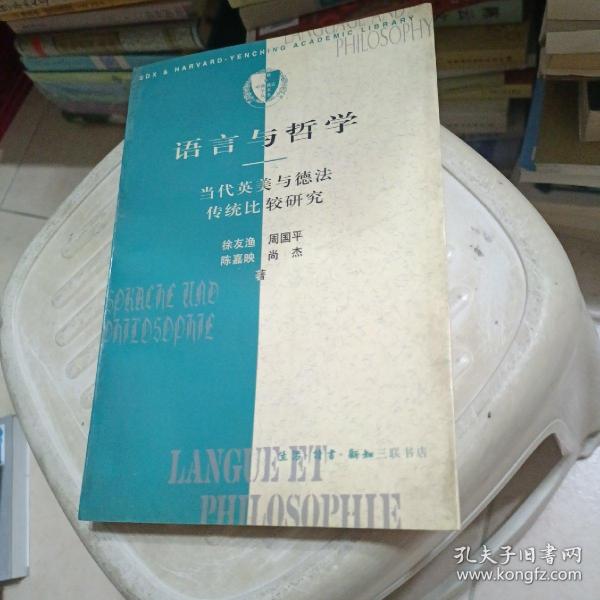 LANGUAGE AND
PHILOSOPHY
SDX & HARVARD-YENCHING ACADEMIC LIBRARY
语言与哲学
当代英美与德法
传统比较研究
徐友渔 周国平
陈嘉映 尚杰
著
SPRACHE UND
PHILOSOPHIE
LANGUE ET
PHILOSOPHIE
生活·读书·新知三联书店
孔夫子旧书网
www.kongfz.com